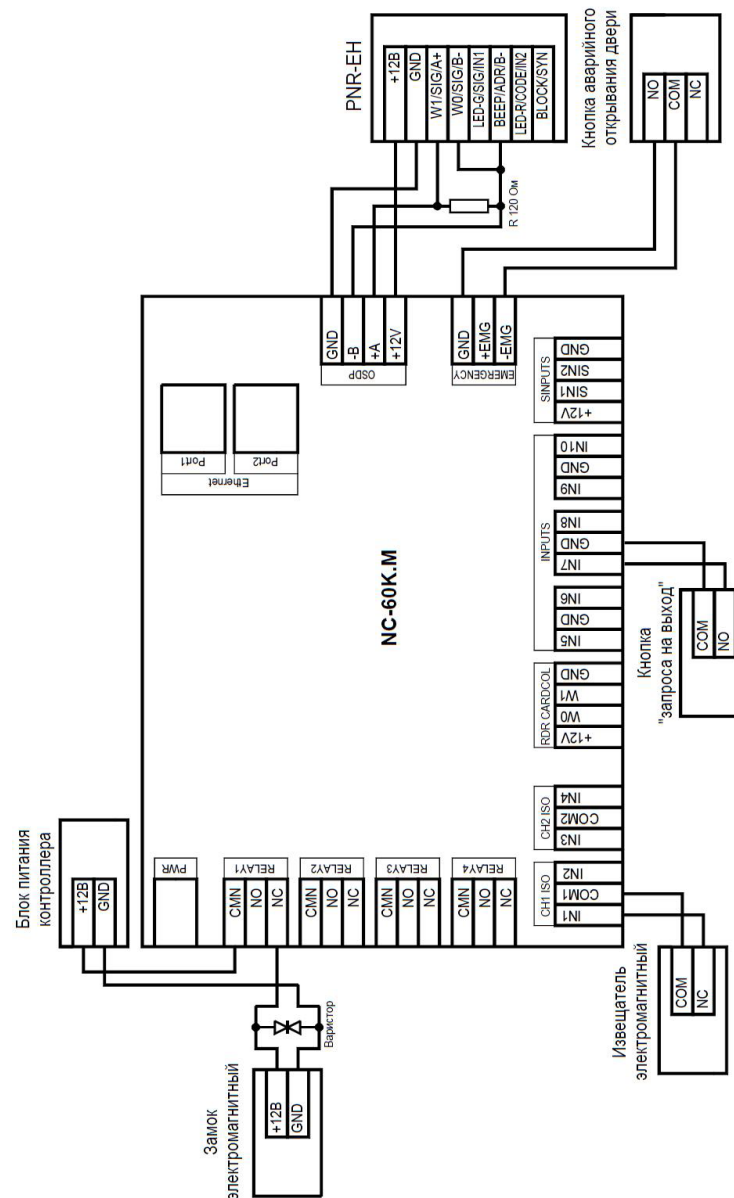 PNR-EH
+12В
GND
W1/SIG/A+
W0/SIG/B-
LED-G/SIG/IN1
BEEP/ADR/B-
LED-R/CODE/IN2
BLOCK/SYN
R 120 Ом
Кнопка аварийного
открывания двери
NO
COM
NC
GND
-B
+A
+12V
OSDP
GND
+EMG
-EMG
EMERGENCY
Port1
Port2
Ethernet
NC-60K.M
SINPUTS
GND
SIN2
SIN1
+12V
INPUTS
IN10
GND
IN9
IN8
GND
IN7
IN6
GND
IN5
RDR CARDCOL
GND
W1
W0
+12V
CH2 ISO
IN4
COM2
IN3
CH1 ISO
IN2
COM1
IN1
Кнопка
"запроса на выход"
COM
NO
Блок питания
контроллера
+12В
GND
PWR
RELAY1
CMN
NO
NC
RELAY2
CMN
NO
NC
RELAY3
CMN
NO
NC
RELAY4
CMN
NO
NC
Варистор
Замок
электромагнитный
+12В
GND
Извещатель
электромагнитный
COM
NC